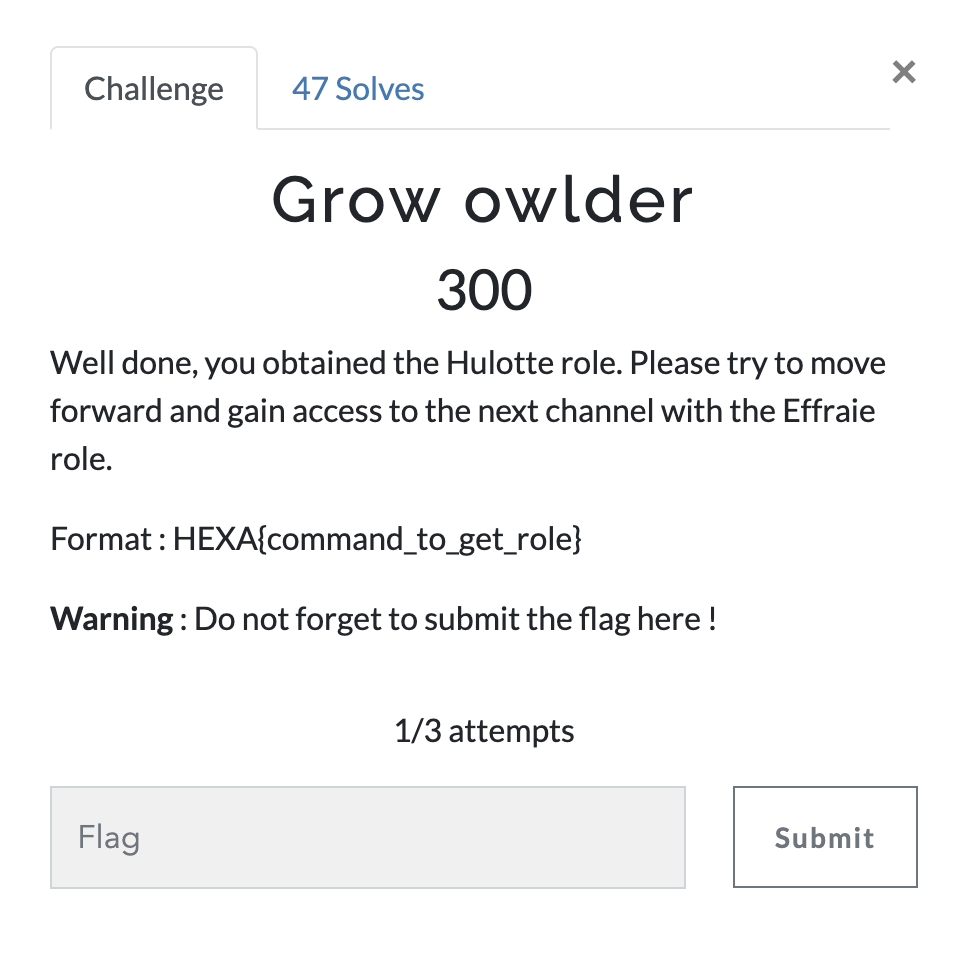 Challenge
47 Solves
×
Grow owlder
300
Well done, you obtained the Hulotte role. Please try to move
forward and gain access to the next channel with the Effraie
role.
Format : HEXA{command_to_get_role}
Warning : Do not forget to submit the flag here !
1/3 attempts
Flag
Submit